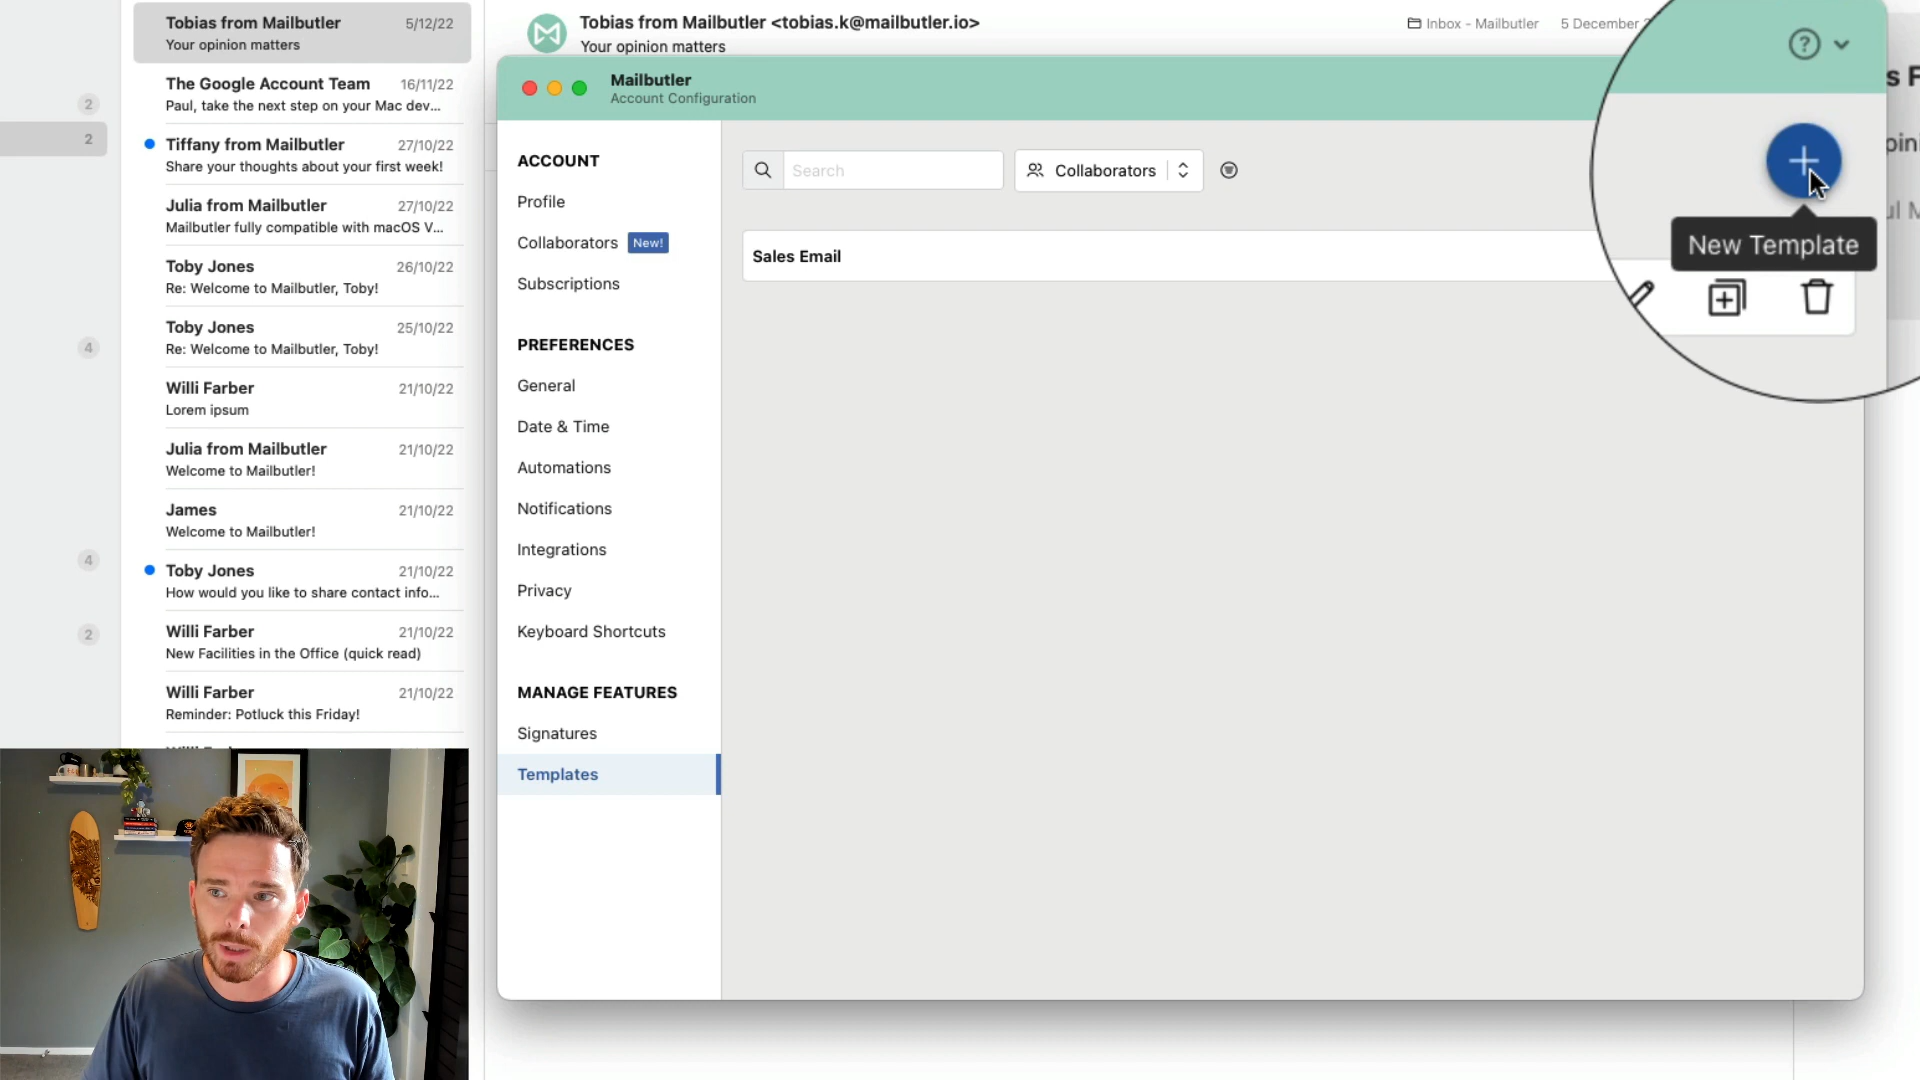 2
2
4
4
2
Tobias from Mailbutler 5/12/22
Your opinion matters
The Google Account Team 16/11/22
Paul, take the next step on your Mac dev...
Tiffany from Mailbutler 27/10/22
Share your thoughts about your first week!
Julia from Mailbutler 27/10/22
Mailbutler fully compatible with macOS V...
Toby Jones 26/10/22
Re: Welcome to Mailbutler, Toby!
Toby Jones 25/10/22
Re: Welcome to Mailbutler, Toby!
Willi Farber 21/10/22
Lorem ipsum
Julia from Mailbutler 21/10/22
Welcome to Mailbutler!
James 21/10/22
Welcome to Mailbutler!
Toby Jones 21/10/22
How would you like to share contact info...
Willi Farber 21/10/22
New Facilities in the Office (quick read)
Willi Farber 21/10/22
Reminder: Potluck this Friday!
Tobias from Mailbutler <tobias.k@mailbutler.io> Inbox - Mailbutler 5 December
Your opinion matters
Mailbutler
Account Configuration
ACCOUNT
Profile
Collaborators New!
Subscriptions
PREFERENCES
General
Date & Time
Automations
Notifications
Integrations
Privacy
Keyboard Shortcuts
MANAGE FEATURES
Signatures
Templates
Search Collaborators
Sales Email
?
New Template